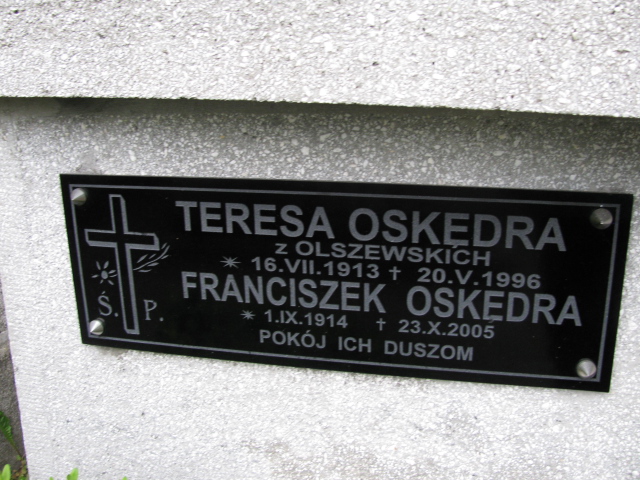 TERESA OSKĘDRA
z OLSZEWSKICH
* 16.VII.1913 † 20.V.1996
FRANCISZEK OSKĘDRA
* 1.IX.1914 † 23.X.2005
POKÓJ ICH DUSZOM
Ś. P.